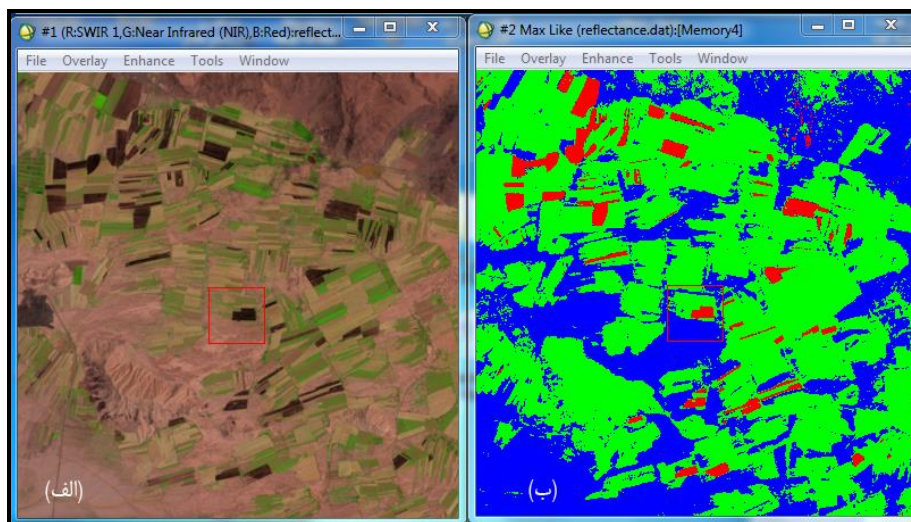 #1 (R:SWIR 1,G:Near Infrared (NIR),B:Red):reflect...
File Overlay Enhance Tools Window
(الف)
#2 Max Like (reflectance.dat):[Memory4]
File Overlay Enhance Tools Window
(ب)